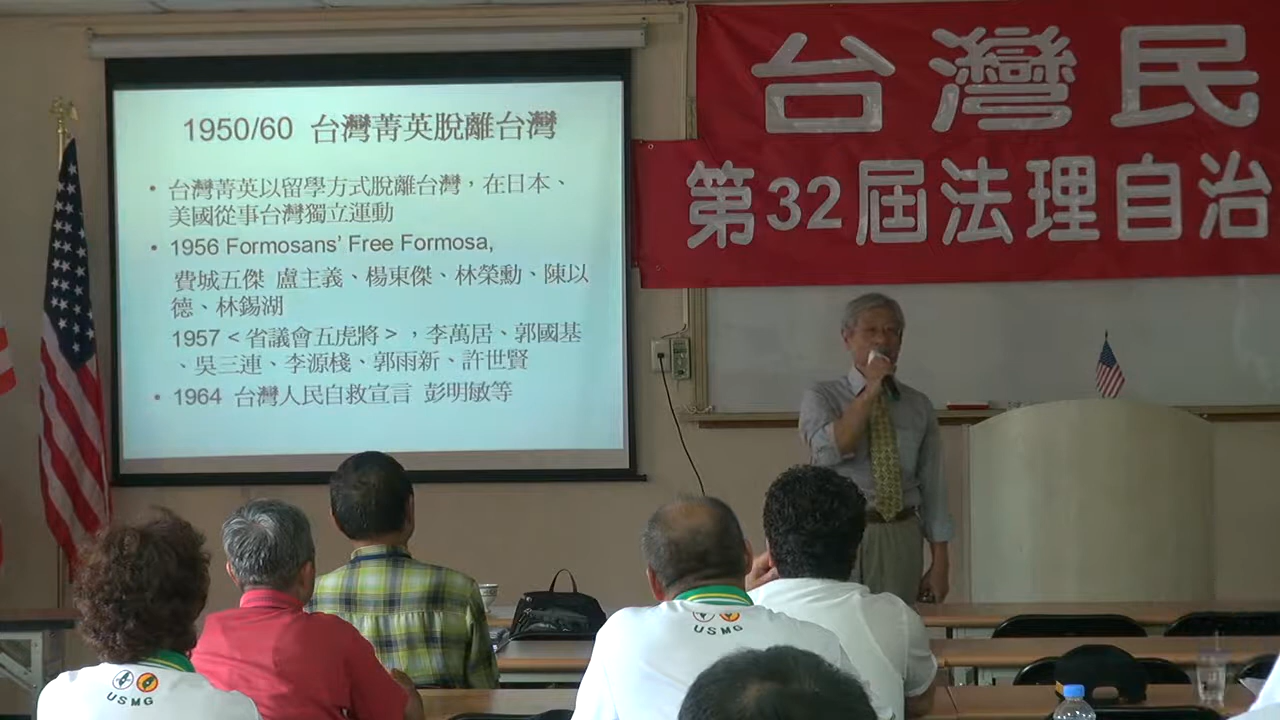 1950/60 台灣菁英脫離台灣
• 台灣菁英以留學方式脫離台灣，在日本、
美國從事台灣獨立運動
• 1956 Formosans' Free Formosa,
費城五傑 盧主義、楊東傑、林榮勳、陳以
德、林錫湖
1957 < 省議會五虎將 > ，李萬居、郭國基
、吳三連、李源棧、郭雨新、許世賢
• 1964 台灣人民自救宣言 彭明敏等
台灣民
第32屆法理自治
USMG
USMG